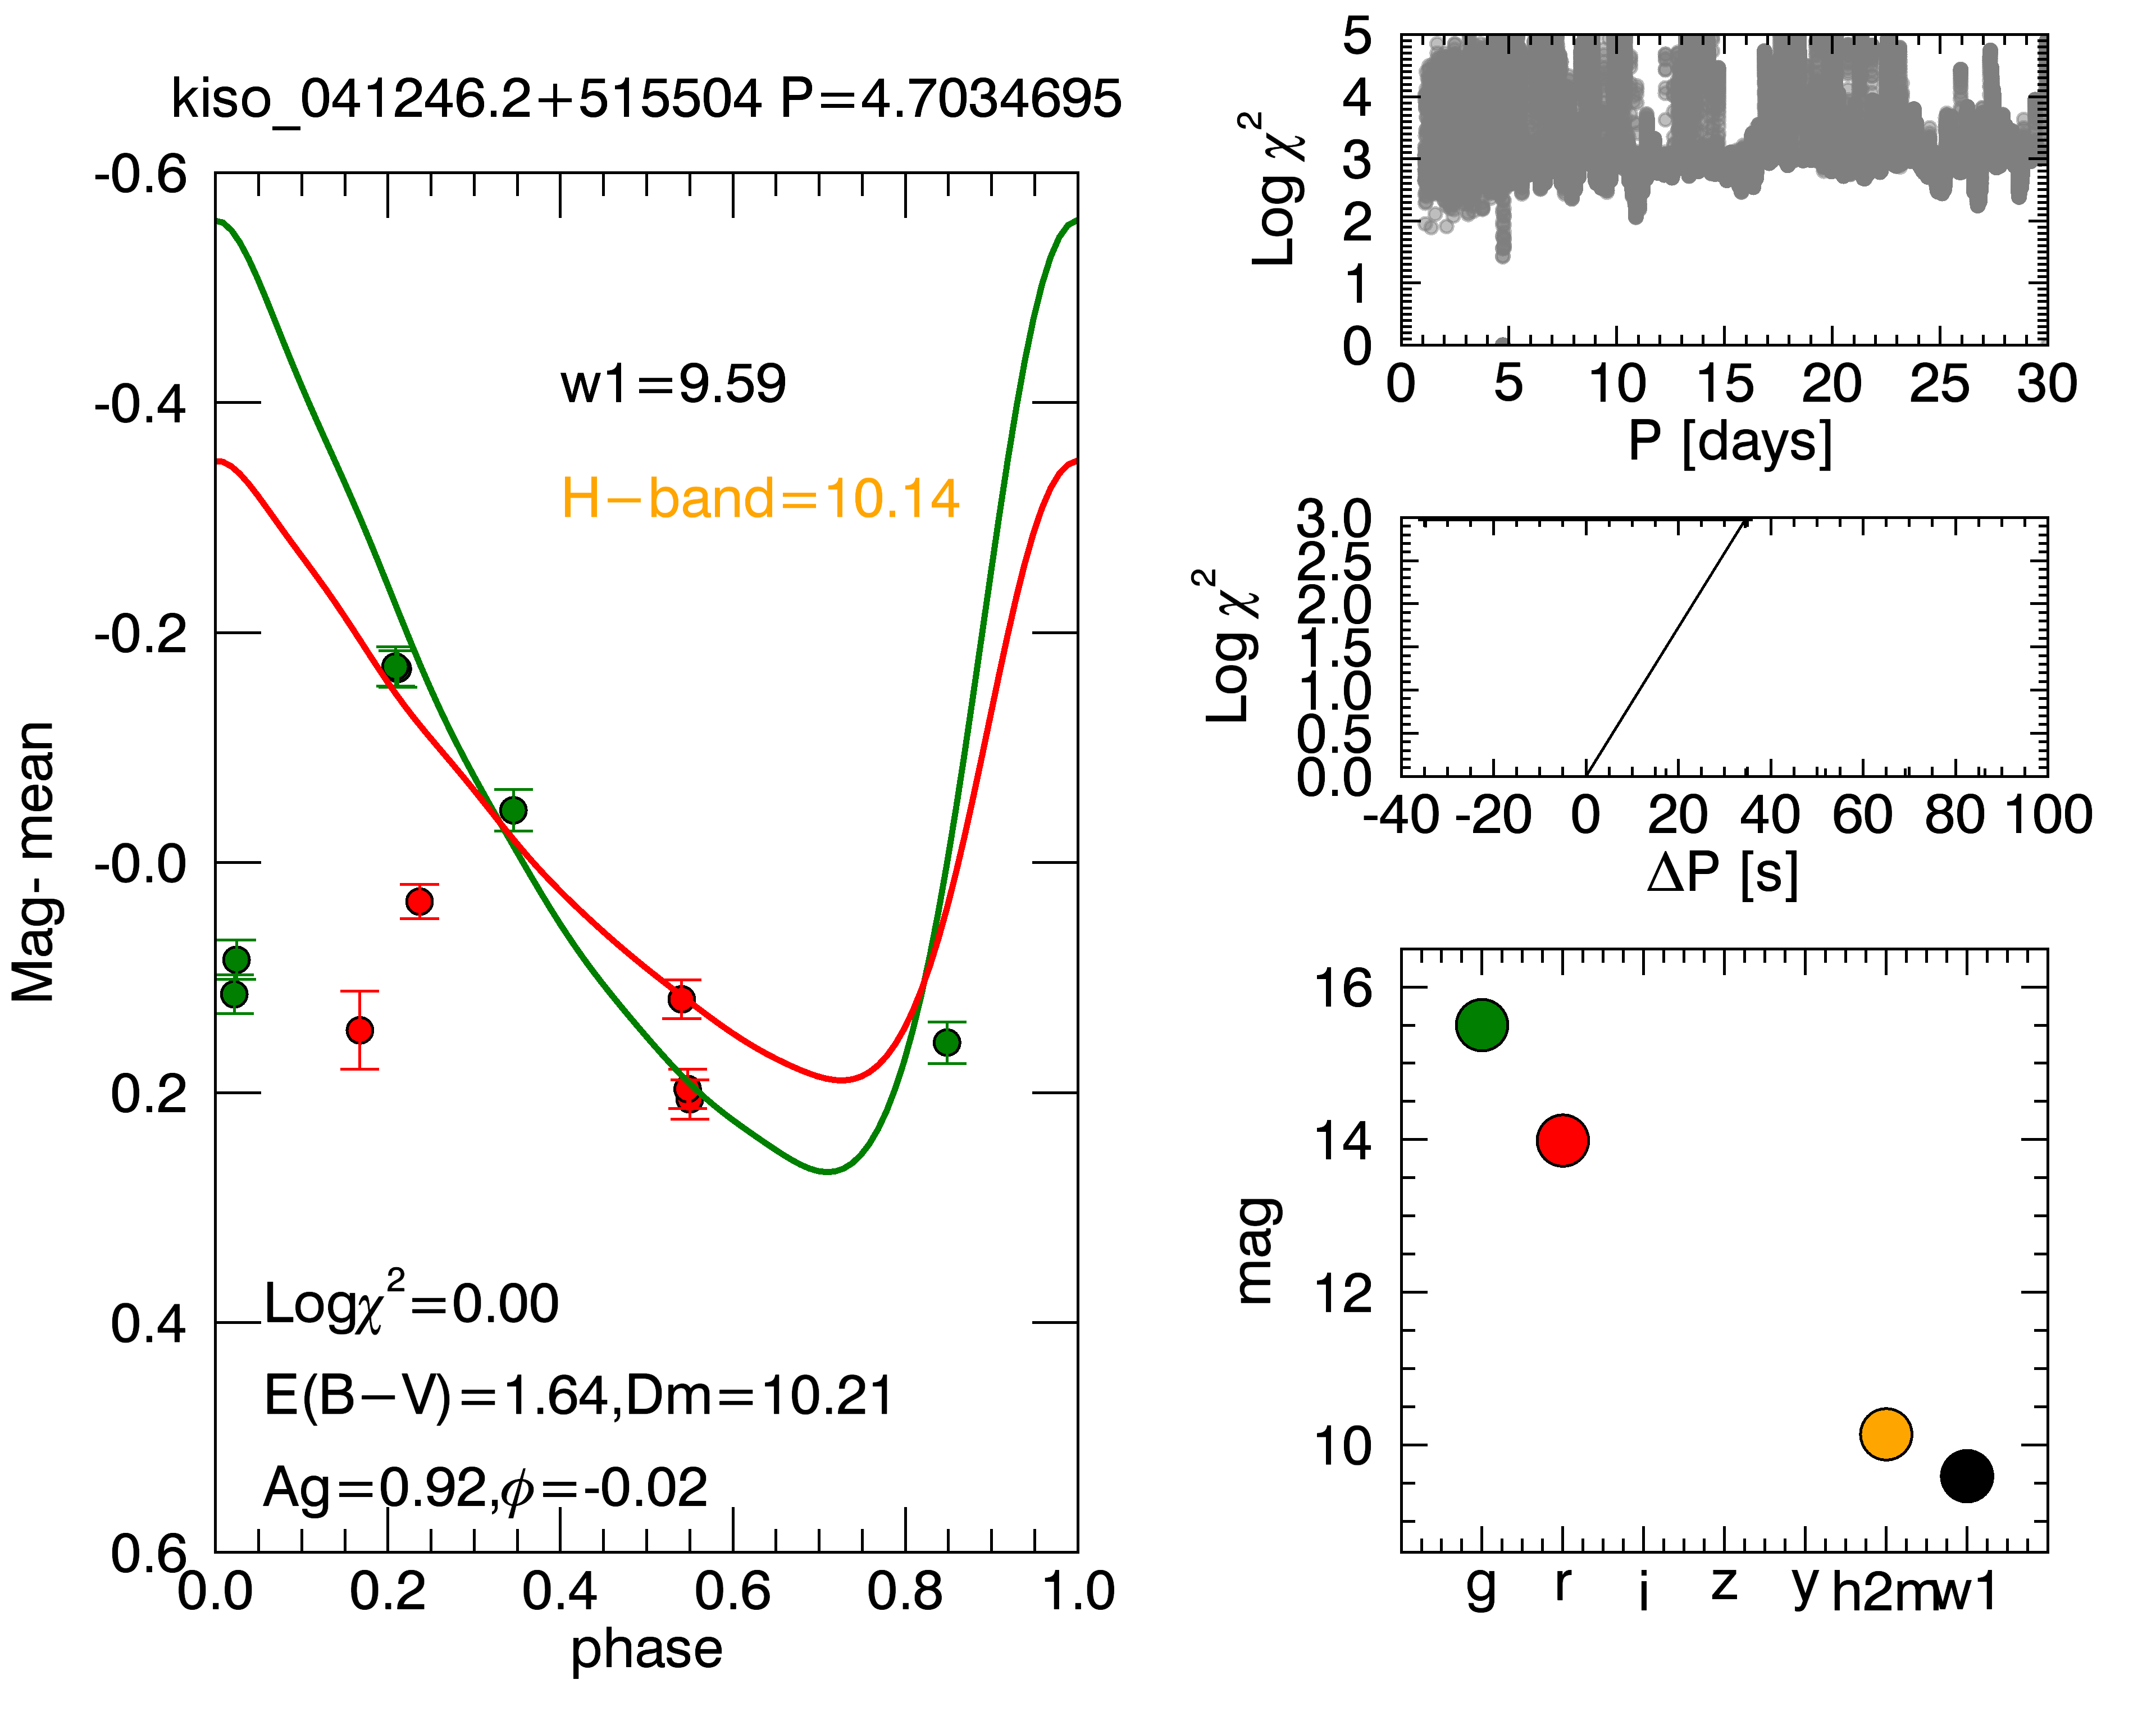 kiso_041246.2+515504 P=4.7034695
-0.6
-0.4
-0.2
-0.0
0.2
0.4
0.6
Mag- mean
w1=9.59
H−band=10.14
Logχ²=0.00
E(B−V)=1.64,Dm=10.21
Ag=0.92,ϕ=-0.02
0.0 0.2 0.4 0.6 0.8 1.0
phase
5
4
3
2
1
0
Log χ²
0 5 10 15 20 25 30
P [days]
3.0
2.5
2.0
1.5
1.0
0.5
0.0
Log χ²
-40 -20 0 20 40 60 80 100
ΔP [s]
16
14
12
10
mag
g r i z y h2m w1